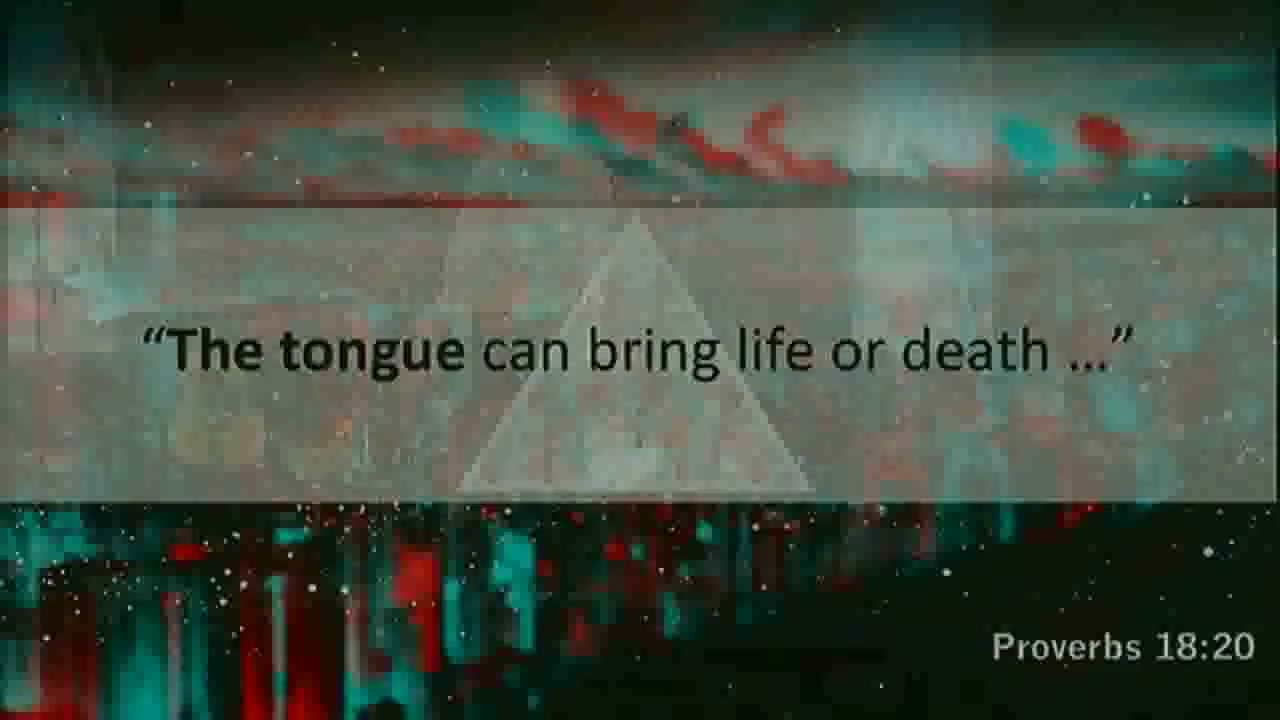 “The tongue can bring life or death ...”
Proverbs 18:20